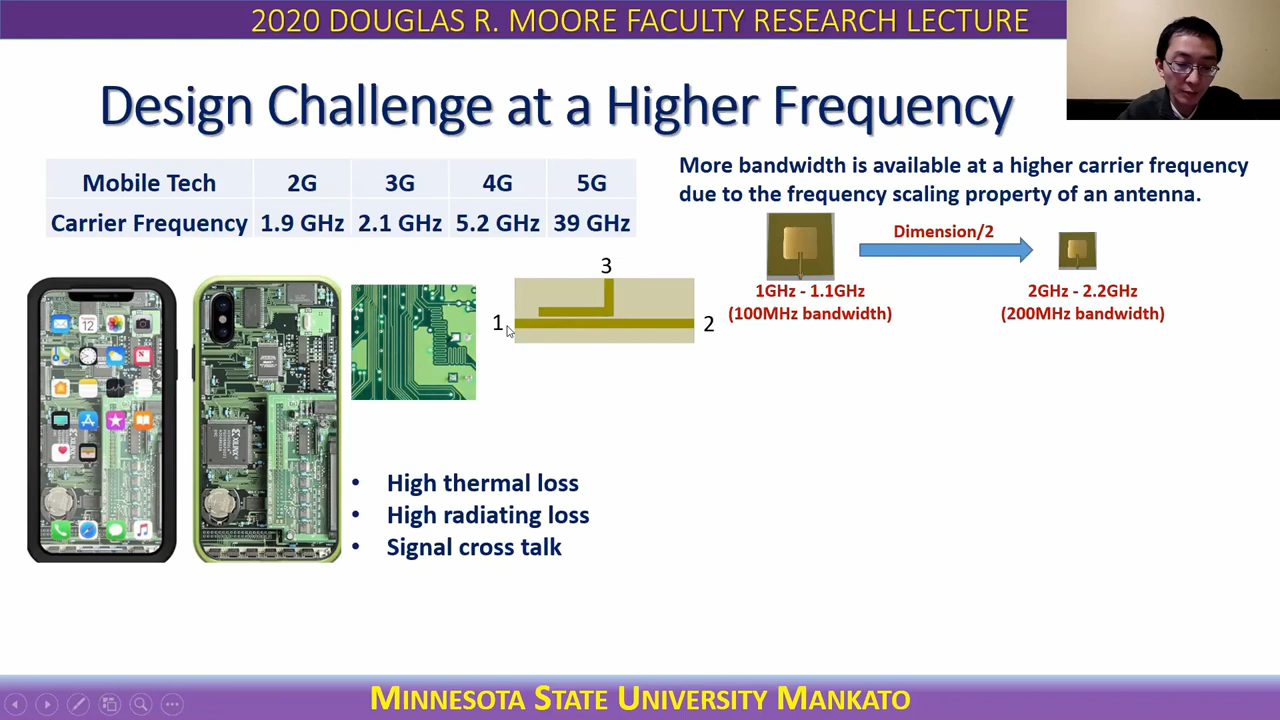 2020 DOUGLAS R. MOORE FACULTY RESEARCH LECTURE
Design Challenge at a Higher Frequency
Mobile Tech 2G 3G 4G 5G
Carrier Frequency 1.9 GHz 2.1 GHz 5.2 GHz 39 GHz
More bandwidth is available at a higher carrier frequency
due to the frequency scaling property of an antenna.
Dimension/2
1GHz - 1.1GHz
(100MHz bandwidth)
2GHz - 2.2GHz
(200MHz bandwidth)
3
1
2
12
• High thermal loss
• High radiating loss
• Signal cross talk
MINNESOTA STATE UNIVERSITY MANKATO